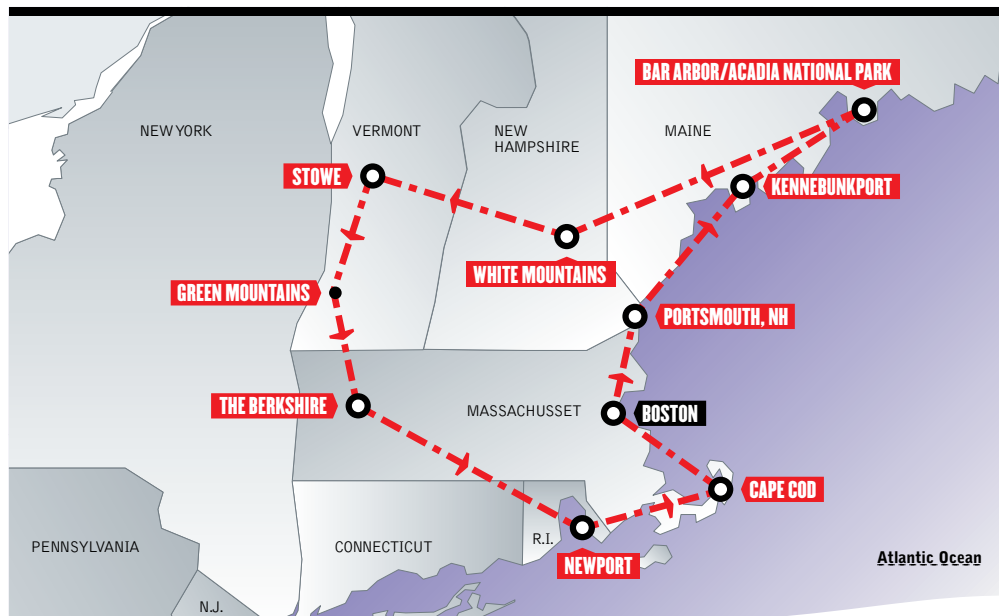 BAR ARBOR/ACADIA NATIONAL PARK
NEW YORK
VERMONT
NEW
HAMPSHIRE
MAINE
STOWE
KENNEBUNKPORT
WHITE MOUNTAINS
GREEN MOUNTAINS
PORTSMOUTH, NH
THE BERKSHIRE
MASSACHUSSET
BOSTON
CAPE COD
PENNSYLVANIA
CONNECTICUT
R.I.
NEWPORT
Atlantic Ocean
N.J.